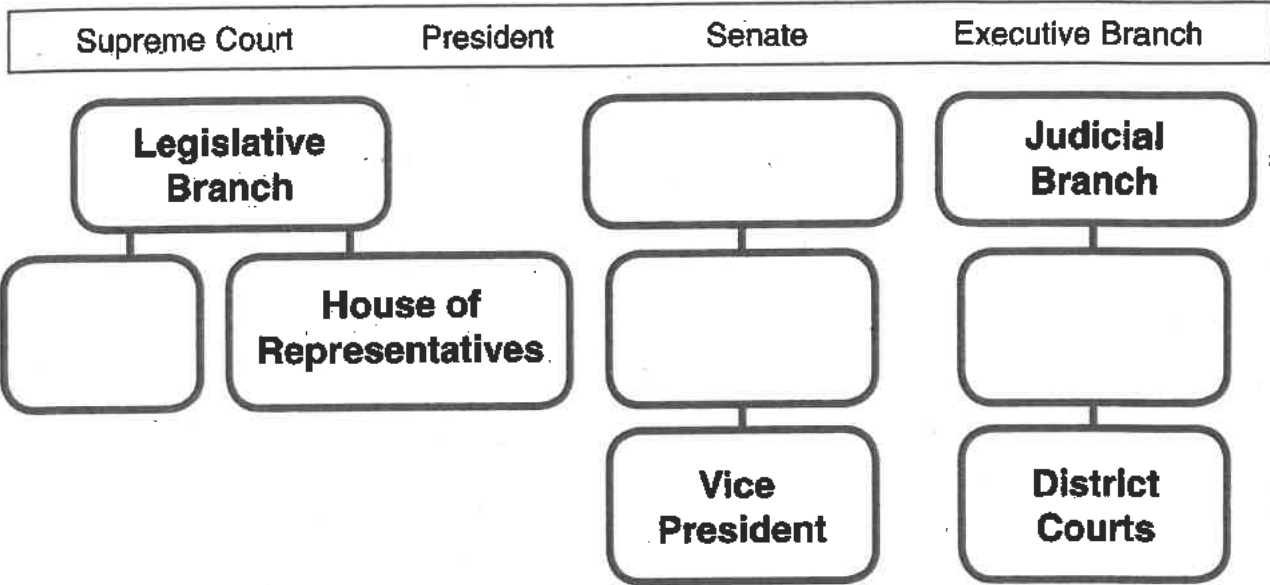 Supreme Court President Senate Executive Branch
Legislative
Branch
Judicial
Branch
House of
Representatives
Vice
President
District
Courts